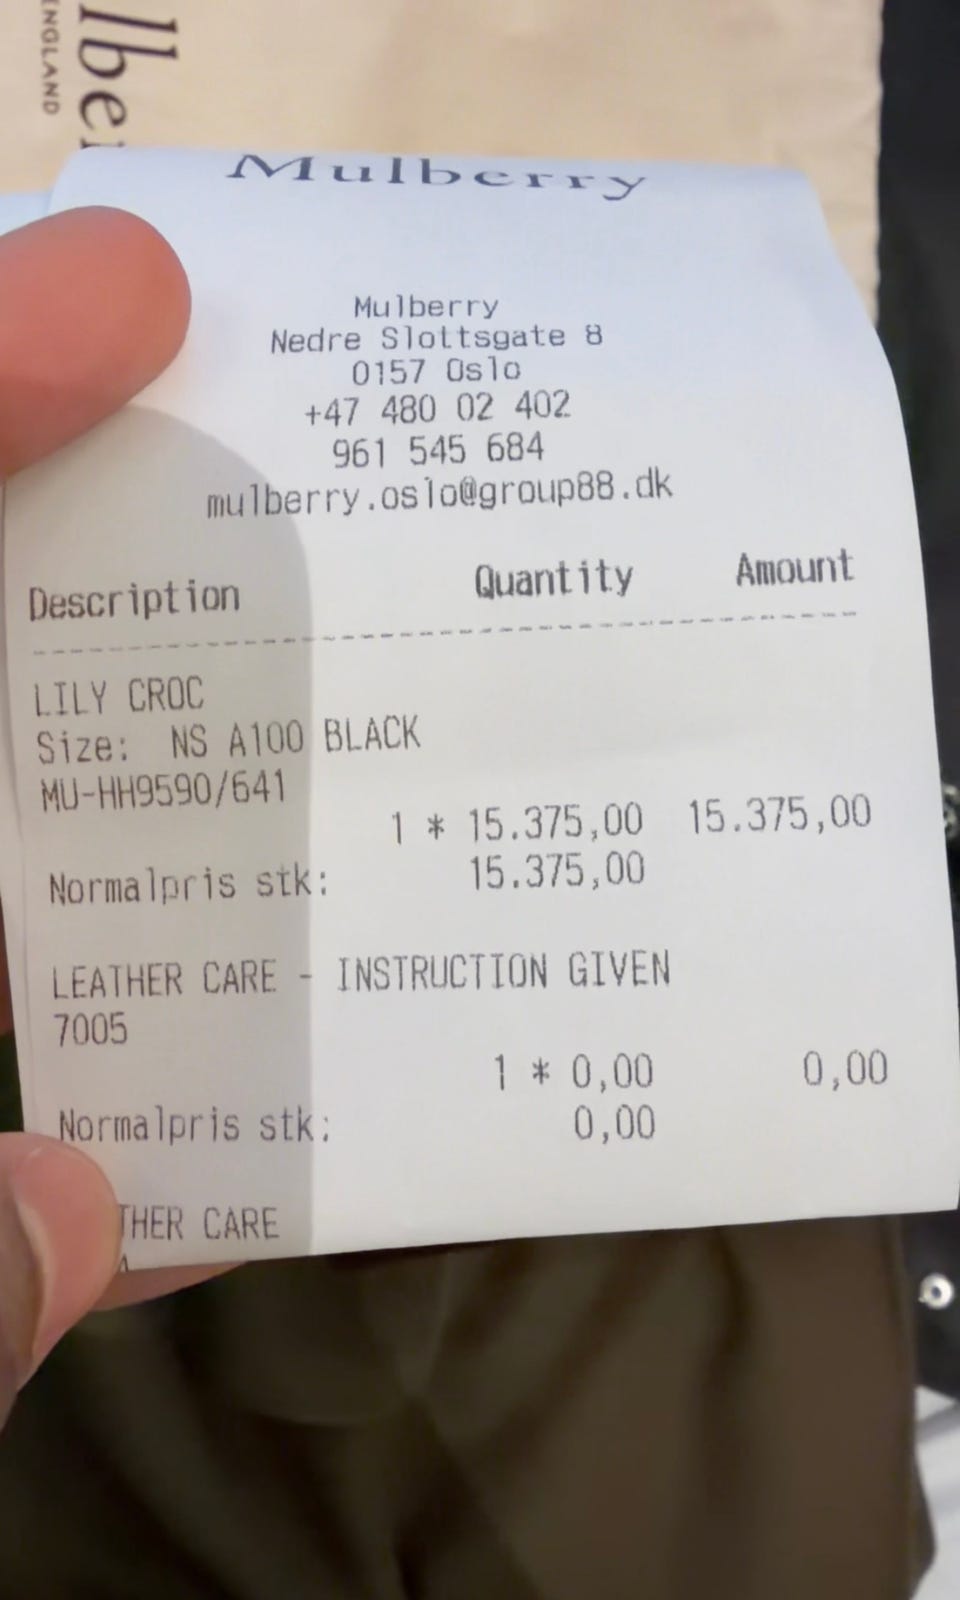 ENGLAND
Mulberry
Mulberry
Nedre Slottsgate 8
0157 Oslo
+47 480 02 402
961 545 684
mulberry.oslo@group88.dk
Description Quantity Amount
LILY CROC
Size: NS A100 BLACK
MU-HH9590/641
1 * 15.375,00 15.375,00
Normalpris stk: 15.375,00
LEATHER CARE - INSTRUCTION GIVEN
7005
1 * 0,00 0,00
Normalpris stk: 0,00
THER CARE